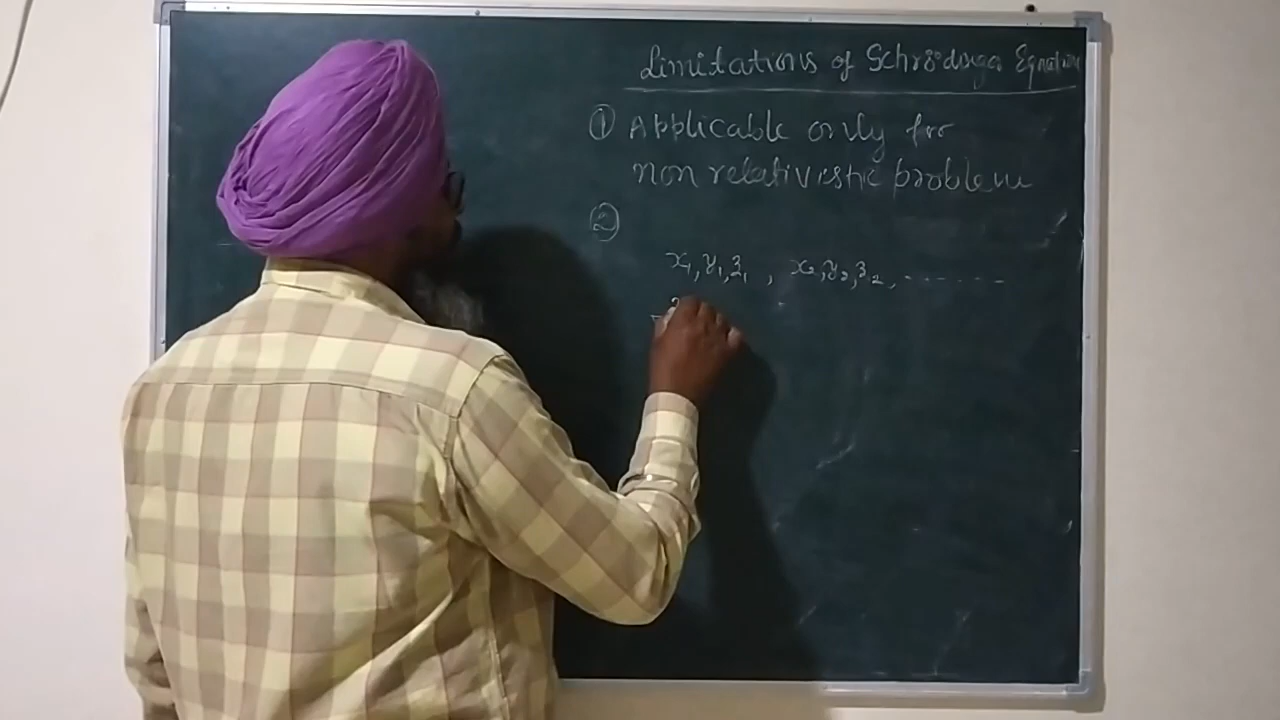 Limitations of Schrödinger Equation
① Applicable only for
non relativistic problem
②
x₁, y₁, z₁ , x₂, y₂, z₂, - - - - - -